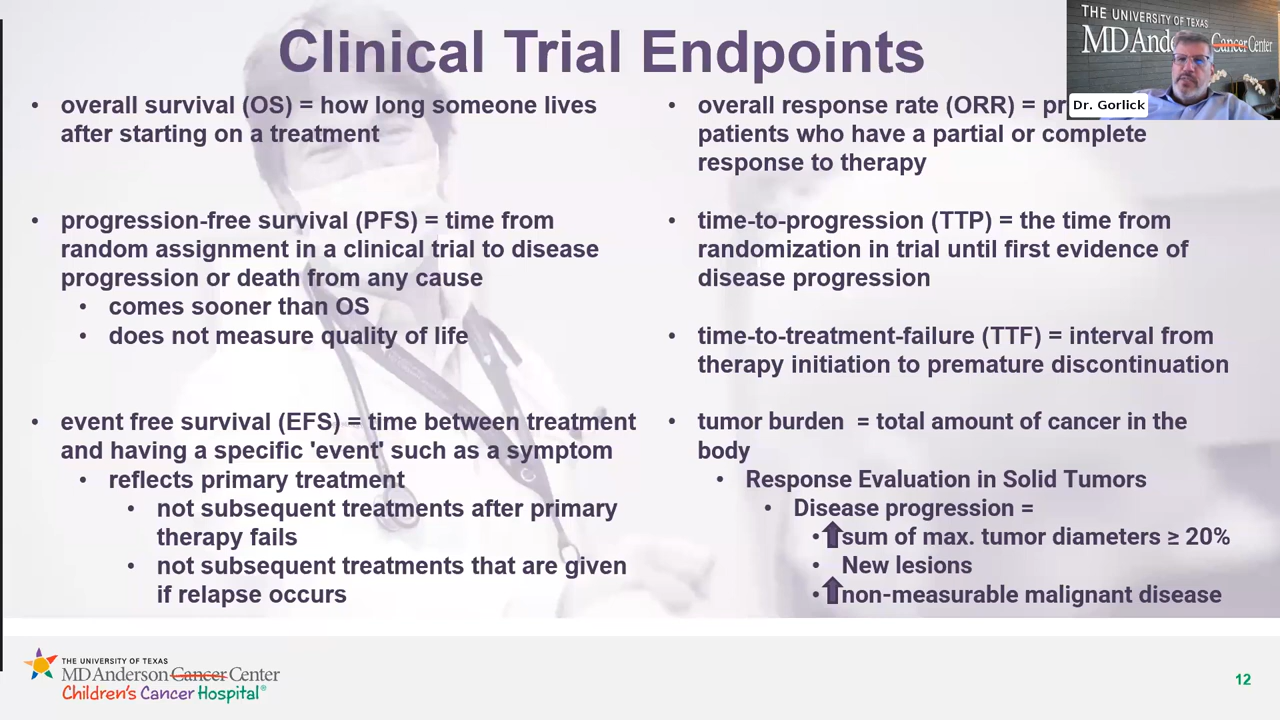 Clinical Trial Endpoints
• overall survival (OS) = how long someone lives
after starting on a treatment
• progression-free survival (PFS) = time from
random assignment in a clinical trial to disease
progression or death from any cause
• comes sooner than OS
• does not measure quality of life
• event free survival (EFS) = time between treatment
and having a specific 'event' such as a symptom
• reflects primary treatment
• not subsequent treatments after primary
therapy fails
• not subsequent treatments that are given
if relapse occurs
• overall response rate (ORR) =
patients who have a partial or complete
response to therapy
• time-to-progression (TTP) = the time from
randomization in trial until first evidence of
disease progression
• time-to-treatment-failure (TTF) = interval from
therapy initiation to premature discontinuation
• tumor burden = total amount of cancer in the
body
• Response Evaluation in Solid Tumors
• Disease progression =
• ⬆sum of max. tumor diameters ≥ 20%
• New lesions
• ⬆non-measurable malignant disease
THE UNIVERSITY OF TEXAS
Cancer Center
Dr. Gorlick
THE UNIVERSITY OF TEXAS
MD Anderson Cancer Center
Children's Cancer Hospital®
12